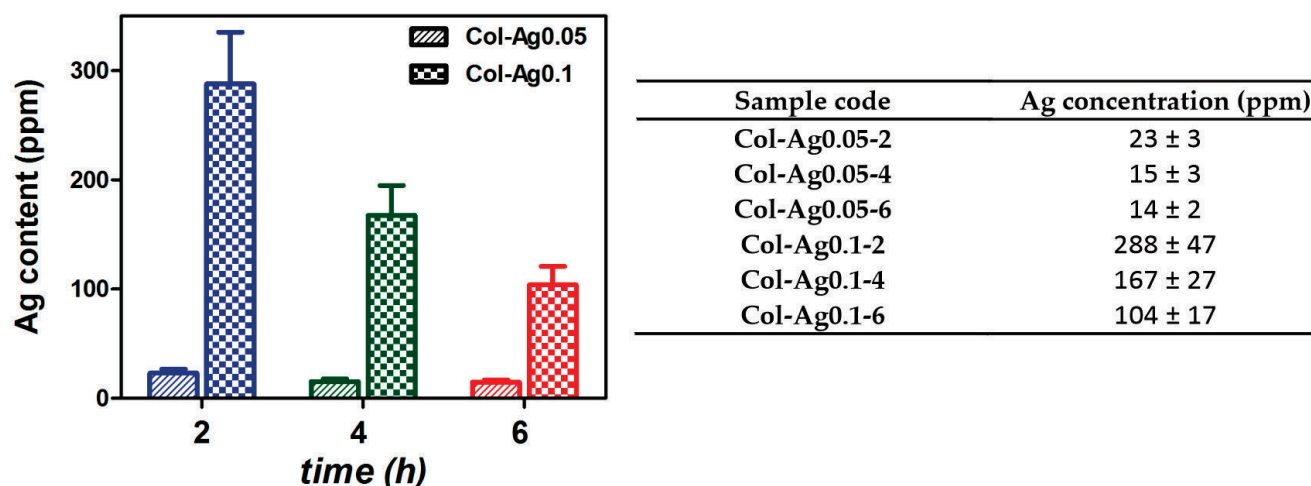 Ag content (ppm)
300
200
100
0
Col-Ag0.05
Col-Ag0.1
2 4 6
time (h)
Sample code Ag concentration (ppm)
Col-Ag0.05-2 23 ± 3
Col-Ag0.05-4 15 ± 3
Col-Ag0.05-6 14 ± 2
Col-Ag0.1-2 288 ± 47
Col-Ag0.1-4 167 ± 27
Col-Ag0.1-6 104 ± 17